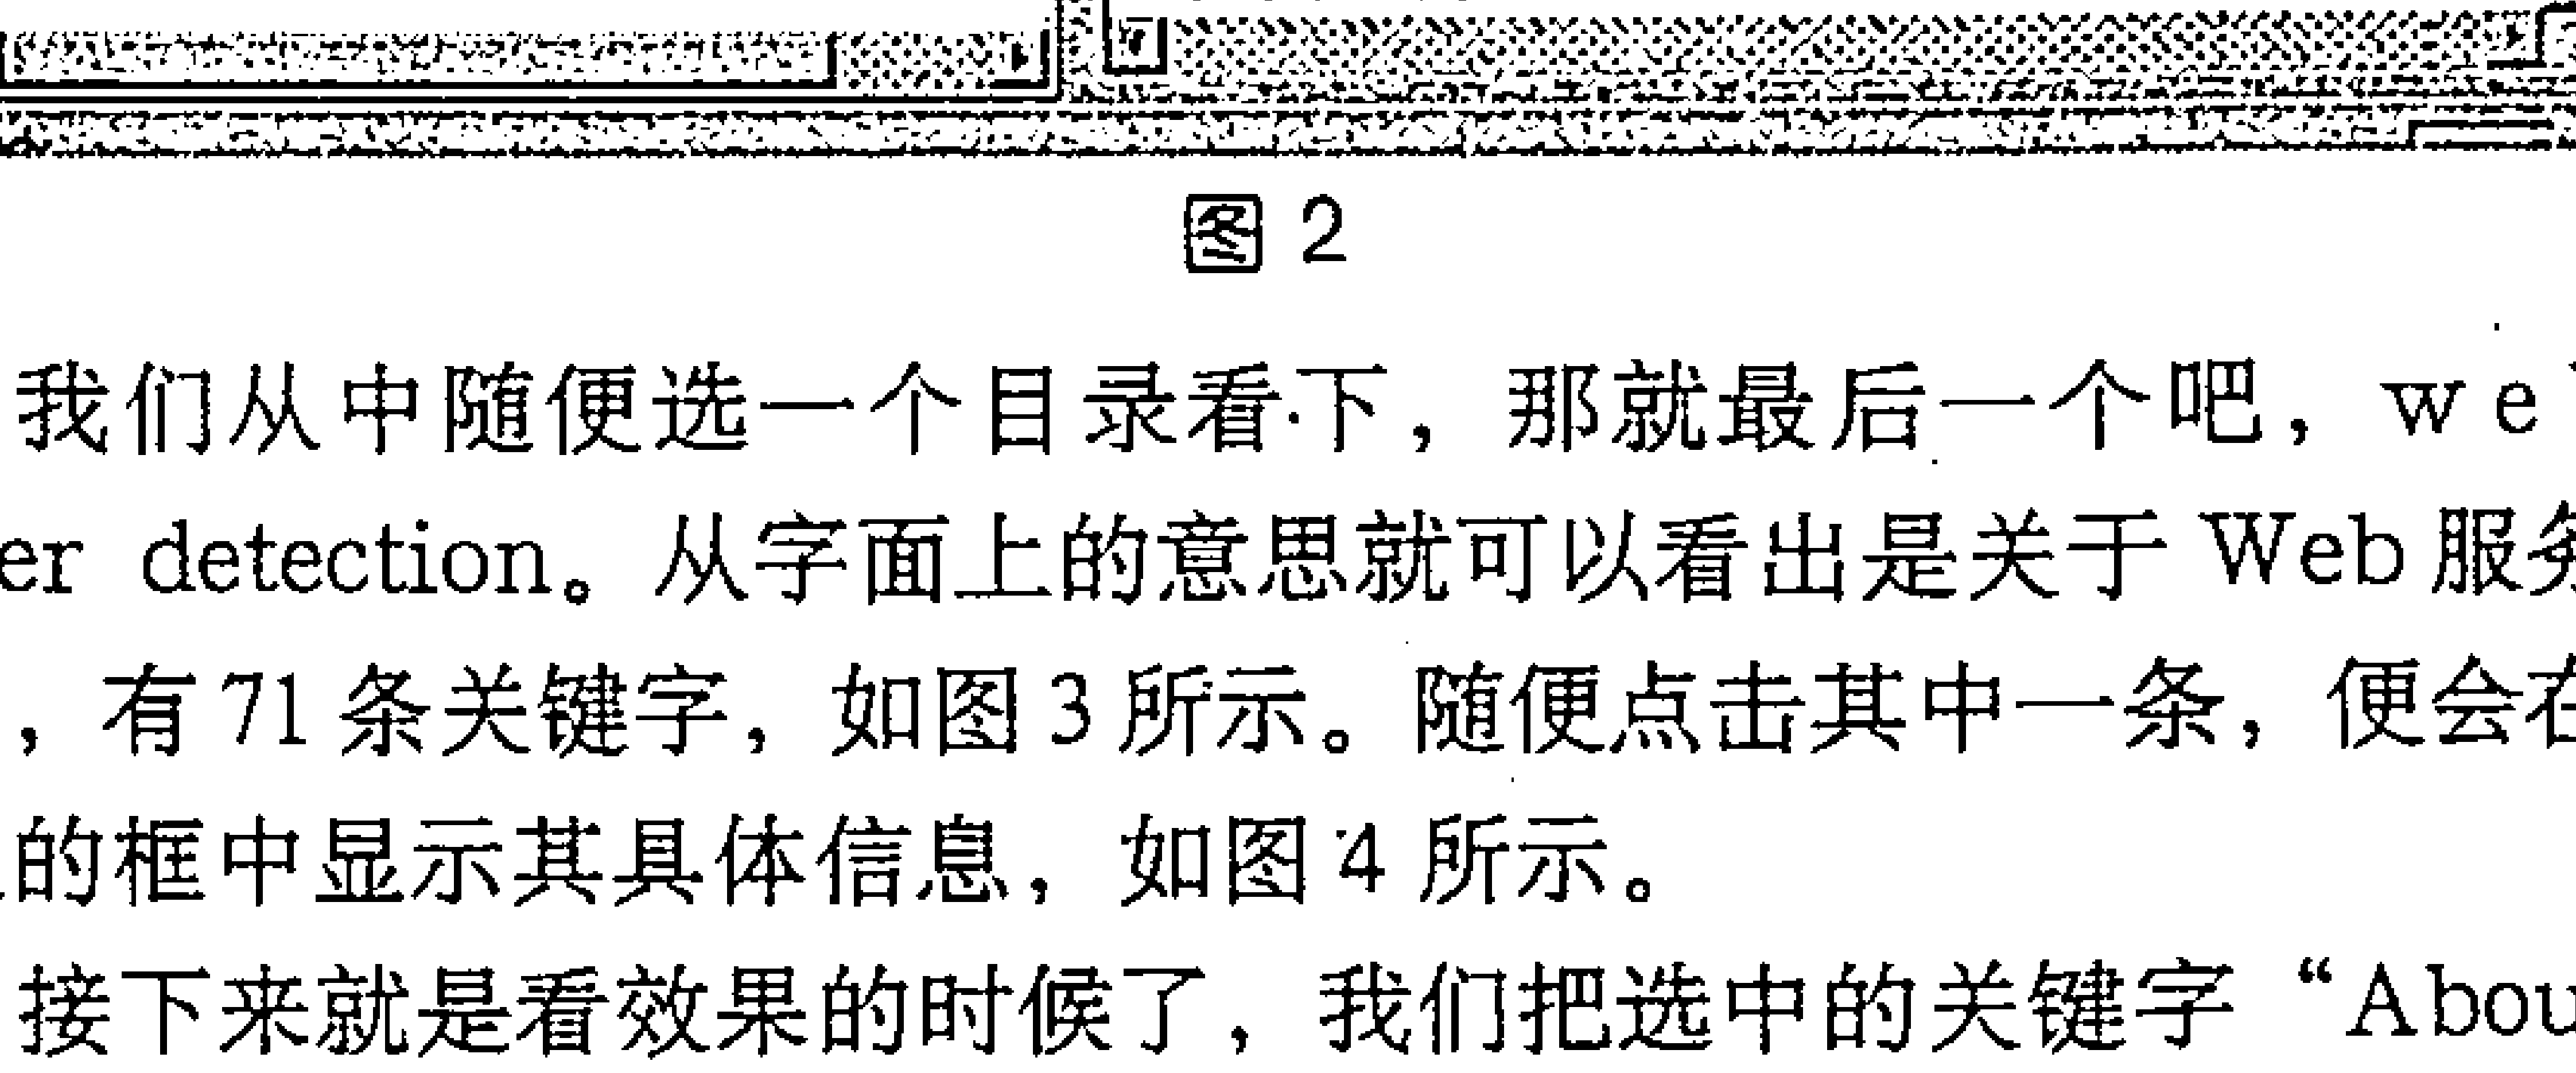 图 2
我们从中随便选一个目录看下，那就最后一个吧，we
er detection。从字面上的意思就可以看出是关于 Web 服务
，有 71 条关键字，如图 3 所示。随便点击其中一条，便会在
的框中显示其具体信息，如图 4 所示。
接下来就是看效果的时候了，我们把选中的关键字“Abou